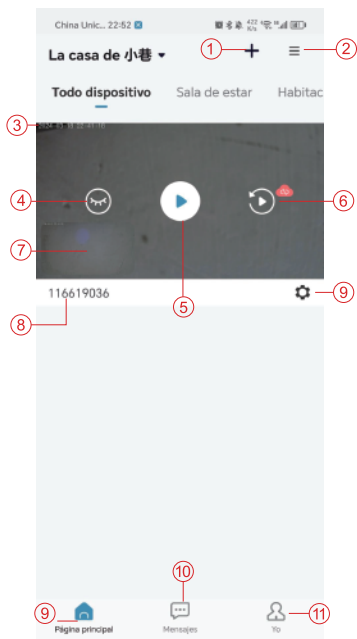 China Unic... 22:52
① ②
La casa de 小巷
Todo dispositivo Sala de estar Habitac
③
④ ⑥
⑦
⑤
116619036
⑧ ⑨
⑩
⑨ ⑪
Página principal Mensajes Yo